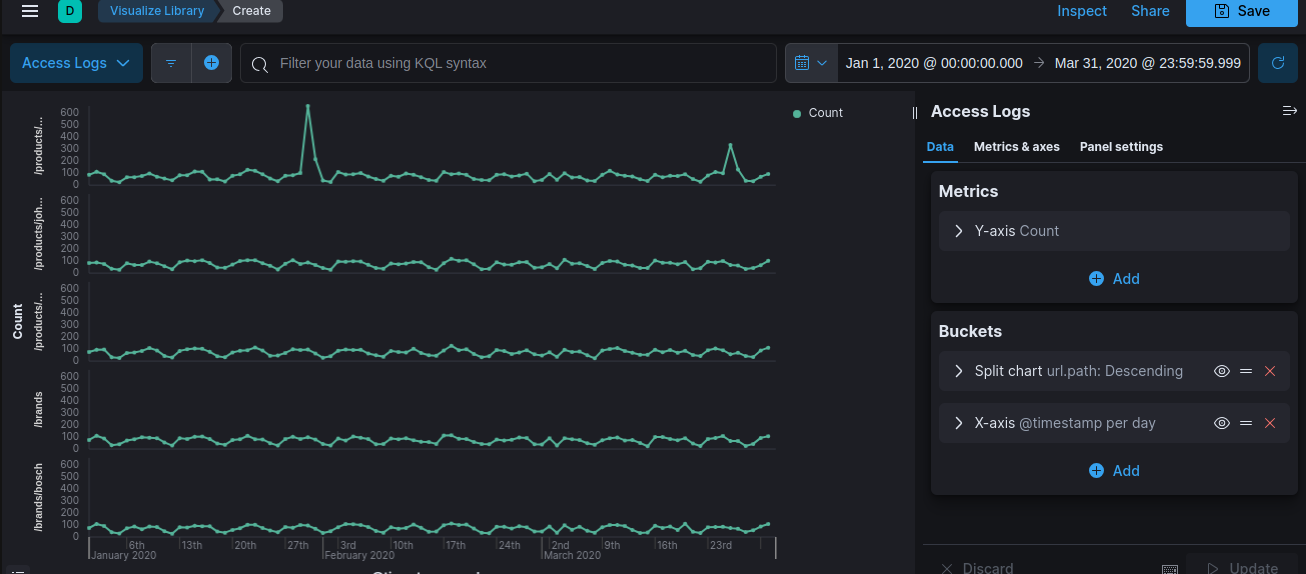 D Visualize Library Create Inspect Share Save
Access Logs Filter your data using KQL syntax Jan 1, 2020 @ 00:00:00.000 → Mar 31, 2020 @ 23:59:59.999
Count
/products/...
600
500
400
300
200
100
0
/products/joh...
600
500
400
300
200
100
0
/products/...
600
500
400
300
200
100
0
/brands
600
500
400
300
200
100
0
/brands/bosch
600
500
400
300
200
100
0
Count
6th 13th 20th 27th 3rd 10th 17th 24th 2nd 9th 16th 23rd
January 2020 February 2020 March 2020
Access Logs
Data Metrics & axes Panel settings
Metrics
Y-axis Count
Add
Buckets
Split chart url.path: Descending
X-axis @timestamp per day
Add
Discard Update